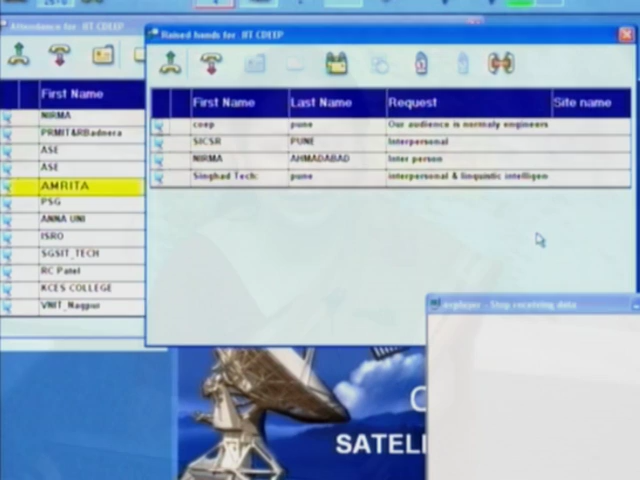 Attendance for: IIT CDEEP
Raised hands for: IIT CDEEP
First Name
NIRMA
PRMIT&RBadnera
ASE
ASE
AMRITA
PSG
ANNA UNI
ISRO
SGSIT_TECH
RC Patel
KCES COLLEGE
VNIT_Nagpur
First Name Last Name Request Site name
coep pune Our audience is normaly engineers
SICSR PUNE Interpersonal
NIRMA AHMADABAD Inter person
Singhad Tech: pune interpersonal & linguistic intelligen
- Stop receiving data
C
SATELI